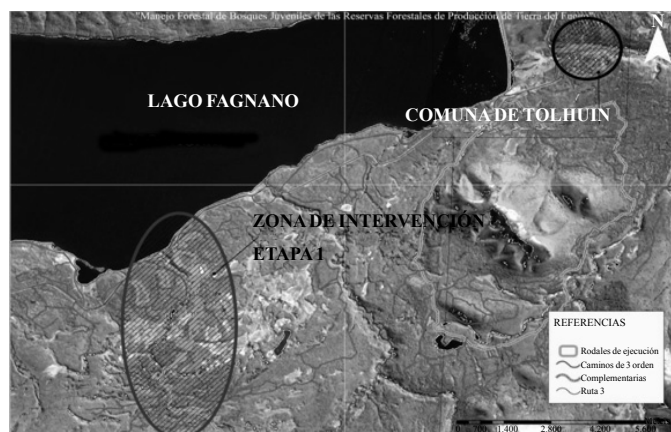 "Manejo Forestal de Bosques Juveniles de las Reservas Forestales de Producción de Tierra del Fuego"
N
LAGO FAGNANO
COMUNA DE TOLHUIN
ZONA DE INTERVENCIÓN
ETAPA 1
REFERENCIAS
Rodales de ejecución
Caminos de 3 orden
Complementarias
Ruta 3
0 700 1.400 2.800 4.200 5.600